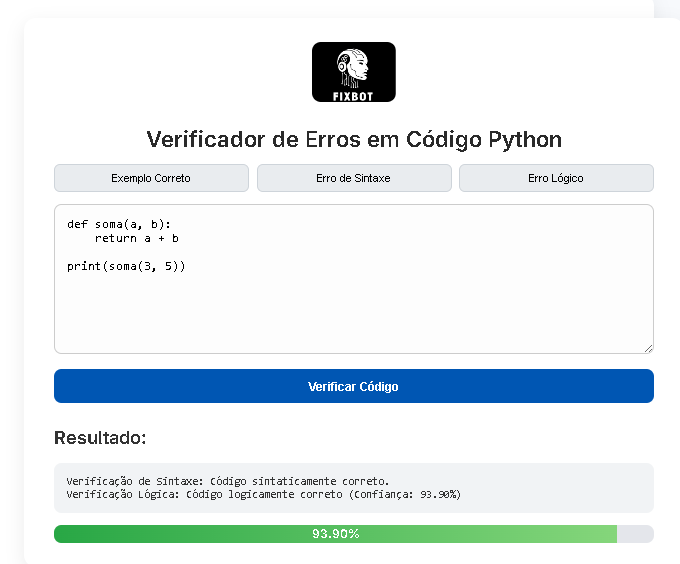 FIXBOT
Verificador de Erros em Código Python
Exemplo Correto
Erro de Sintaxe
Erro Lógico
def soma(a, b):
    return a + b
print(soma(3, 5))
Verificar Código
Resultado:
Verificação de Sintaxe: Código sintaticamente correto.
Verificação Lógica: Código logicamente correto (Confiança: 93.90%)
93.90%